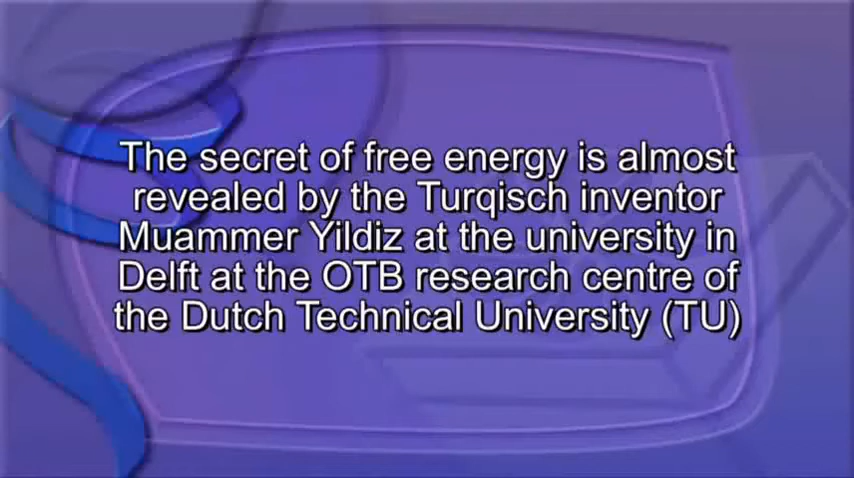 The secret of free energy is almost
revealed by the Turqisch inventor
Muammer Yildiz at the university in
Delft at the OTB research centre of
the Dutch Technical University (TU)